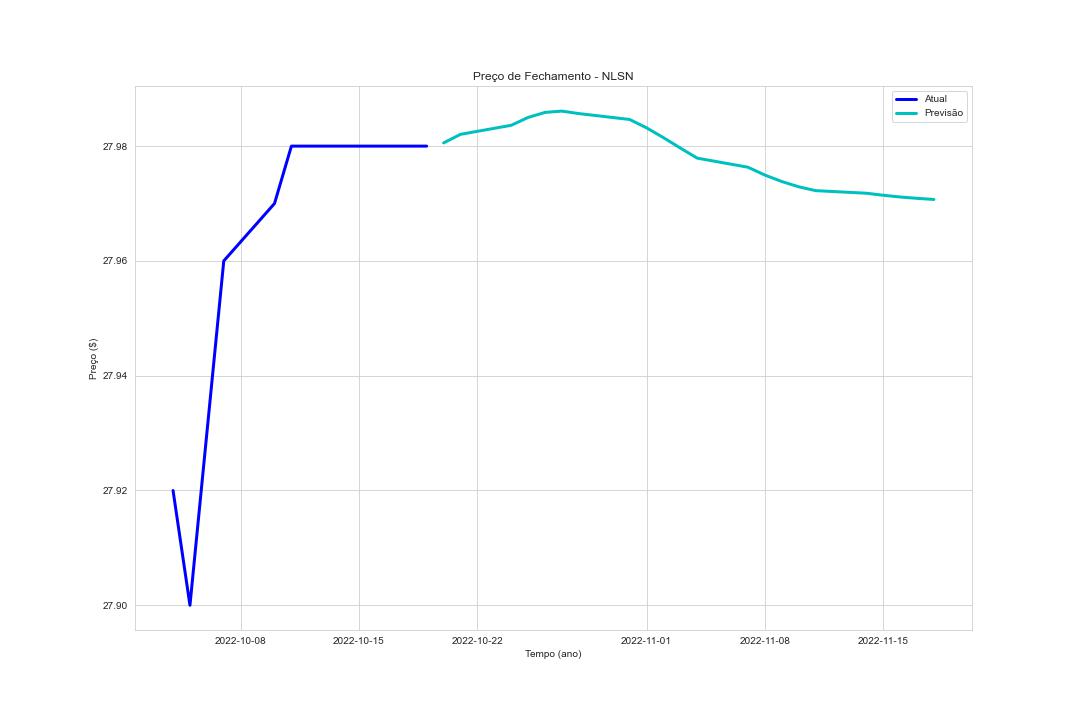 Preço de Fechamento - NLSN
Atual
Previsão
27.98
27.96
27.94
27.92
27.90
Preço ($)
2022-10-08 2022-10-15 2022-10-22 2022-11-01 2022-11-08 2022-11-15
Tempo (ano)